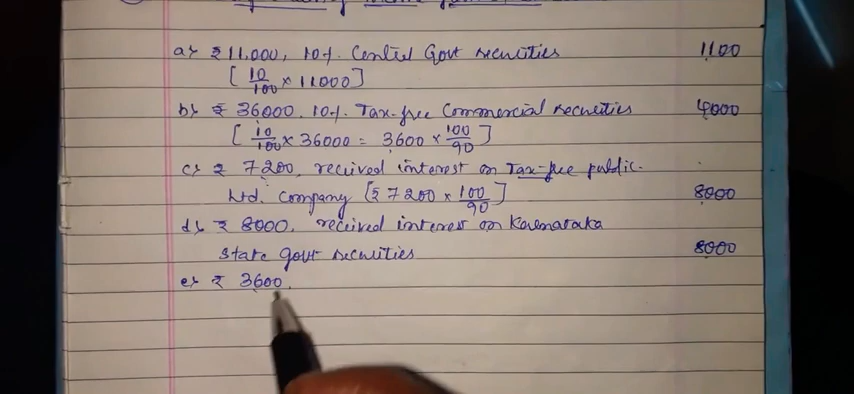 a> ₹ 11,000, 10%. Central Govt securities 1100
[ 10/100 × 11000 ]
b> ₹ 36000. 10%. Tax-free Commercial securities 4000
[ 10/100 × 36000 = 3600 × 100/90 ]
c> ₹ 7200, received interest on Tax-free public.
Ltd. Company [ ₹ 7200 × 100/90 ] 8000
d> ₹ 8000, received interest on Karnataka
State Govt securities 8000
e> ₹ 3600.